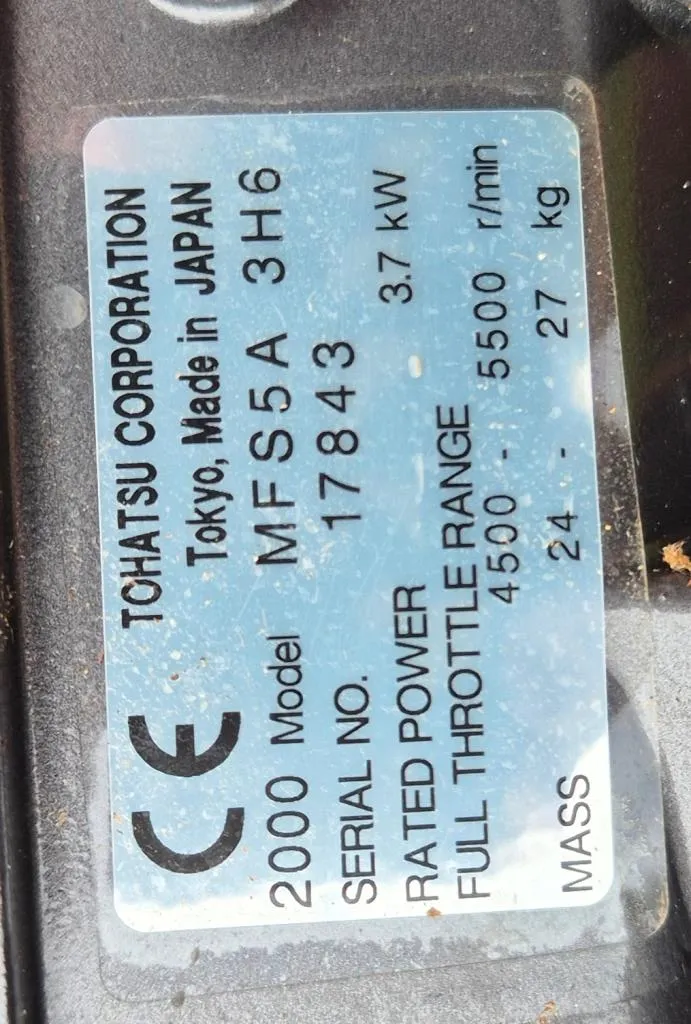 CE
TOHATSU CORPORATION
Tokyo, Made in JAPAN
2000 Model MFS5A 3H6
SERIAL NO. 17843
RATED POWER 3.7 kW
FULL THROTTLE RANGE
4500 - 5500 r/min
MASS 24 - 27 kg